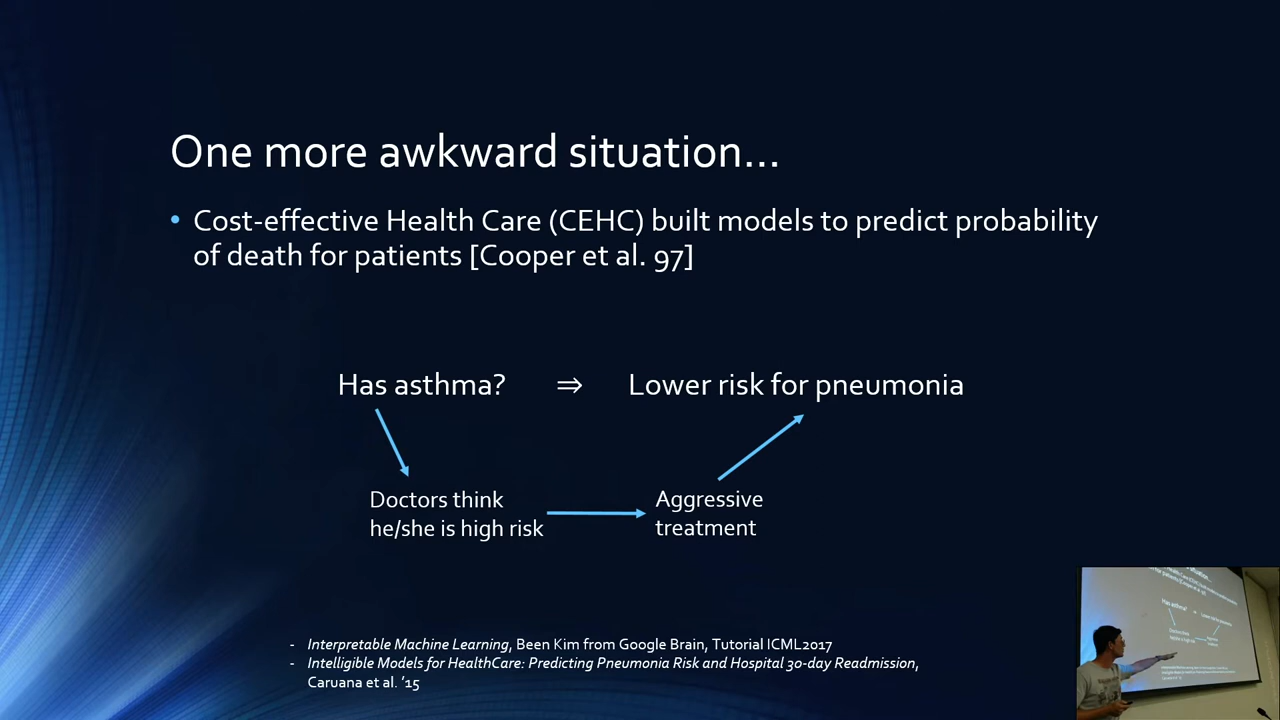 One more awkward situation...
• Cost-effective Health Care (CEHC) built models to predict probability
of death for patients [Cooper et al. 97]
Has asthma? ⇒ Lower risk for pneumonia
Doctors think
he/she is high risk
Aggressive
treatment
- Interpretable Machine Learning, Been Kim from Google Brain, Tutorial ICML2017
- Intelligible Models for HealthCare: Predicting Pneumonia Risk and Hospital 30-day Readmission,
Caruana et al. '15